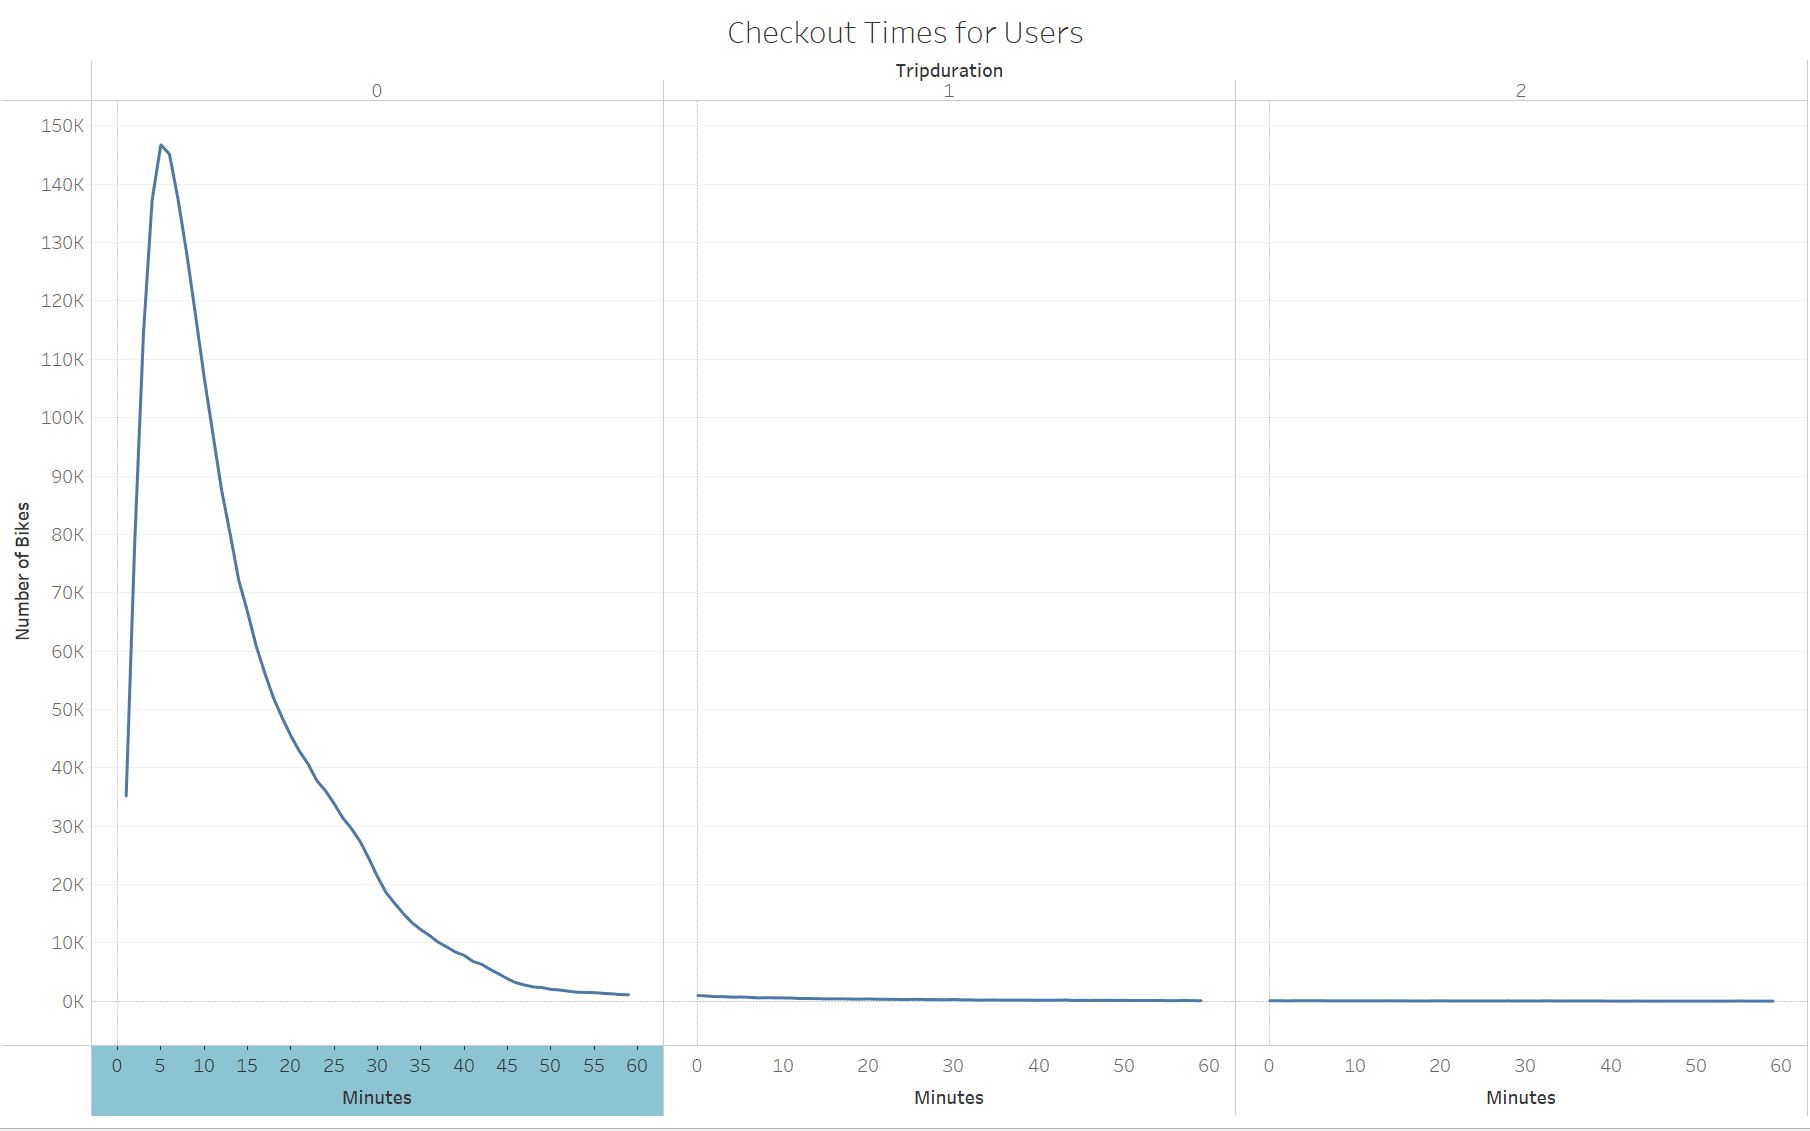 Checkout Times for Users
Tripduration
0 1 2
150K
140K
130K
120K
110K
100K
90K
80K
70K
60K
50K
40K
30K
20K
10K
0K
Number of Bikes
0 5 10 15 20 25 30 35 40 45 50 55 60 0 10 20 30 40 50 60 0 10 20 30 40 50 60
Minutes Minutes Minutes